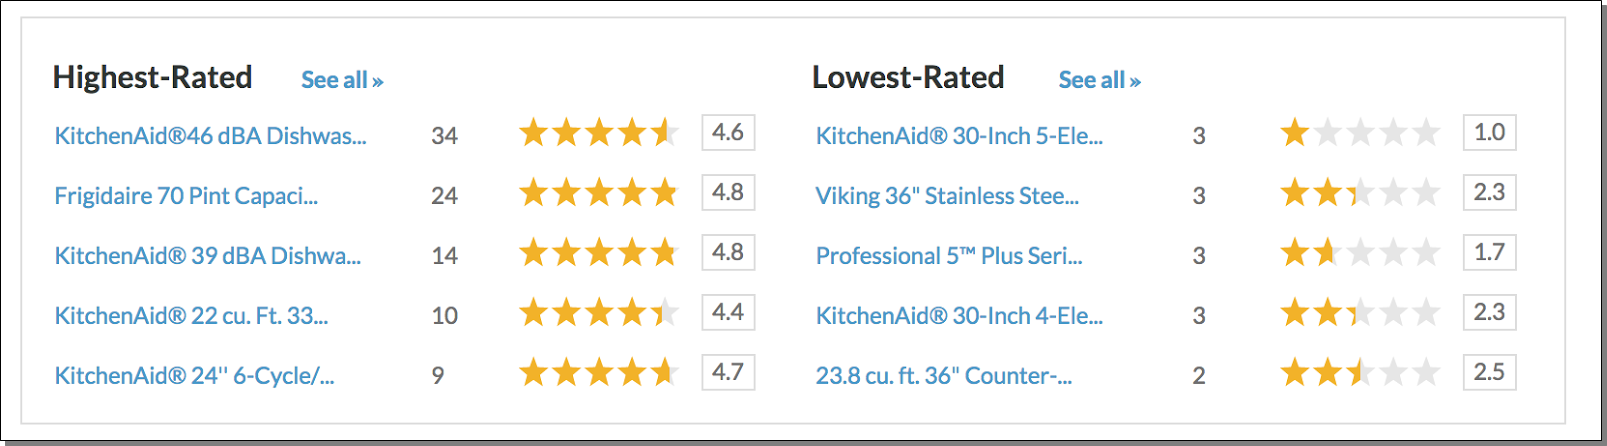 Highest-Rated See all »
KitchenAid®46 dBA Dishwas... 34 4.6
Frigidaire 70 Pint Capaci... 24 4.8
KitchenAid® 39 dBA Dishwa... 14 4.8
KitchenAid® 22 cu. Ft. 33... 10 4.4
KitchenAid® 24'' 6-Cycle/... 9 4.7
Lowest-Rated See all »
KitchenAid® 30-Inch 5-Ele... 3 1.0
Viking 36" Stainless Stee... 3 2.3
Professional 5™ Plus Seri... 3 1.7
KitchenAid® 30-Inch 4-Ele... 3 2.3
23.8 cu. ft. 36" Counter-... 2 2.5